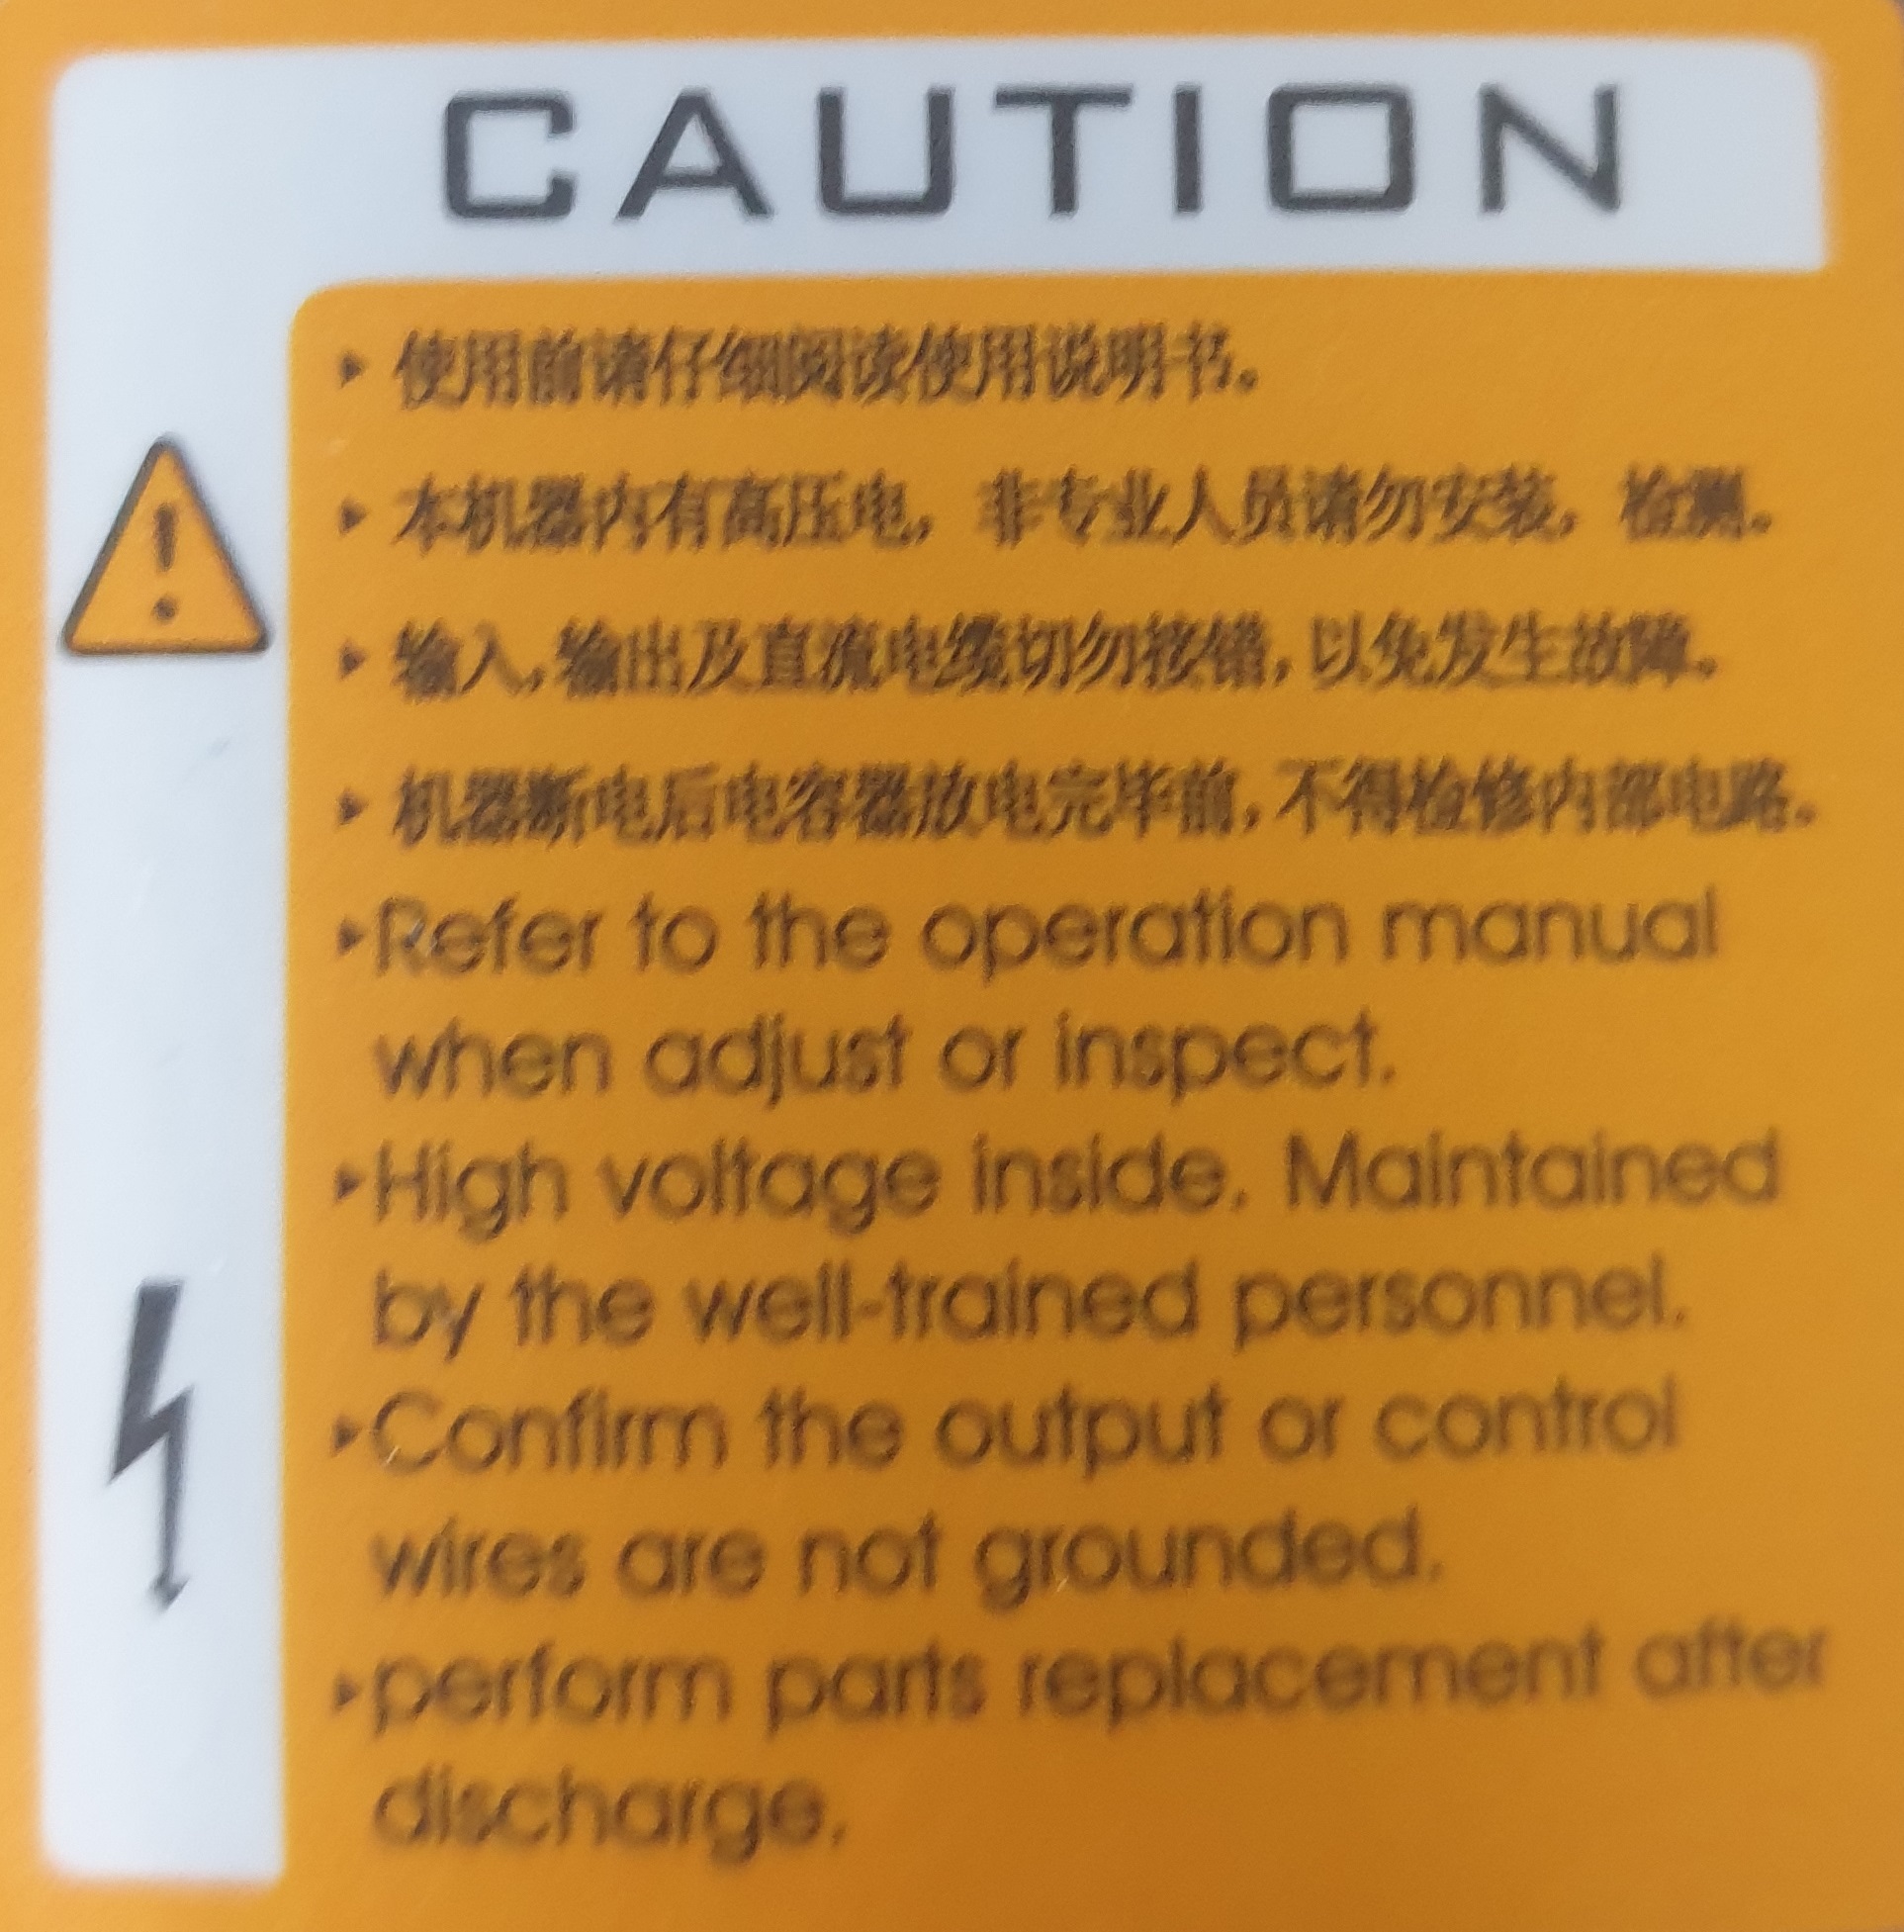 CAUTION
使用前请仔细阅读使用说明书。
本机器内有高压电，非专业人员请勿安装，检测。
输入，输出及直流电缆切勿接错，以免发生故障。
机器断电后电容器放电完毕前，不得检修内部电路。
Refer to the operation manual
when adjust or inspect.
High voltage inside. Maintained
by the well-trained personnel.
Confirm the output or control
wires are not grounded.
perform parts replacement after
discharge.